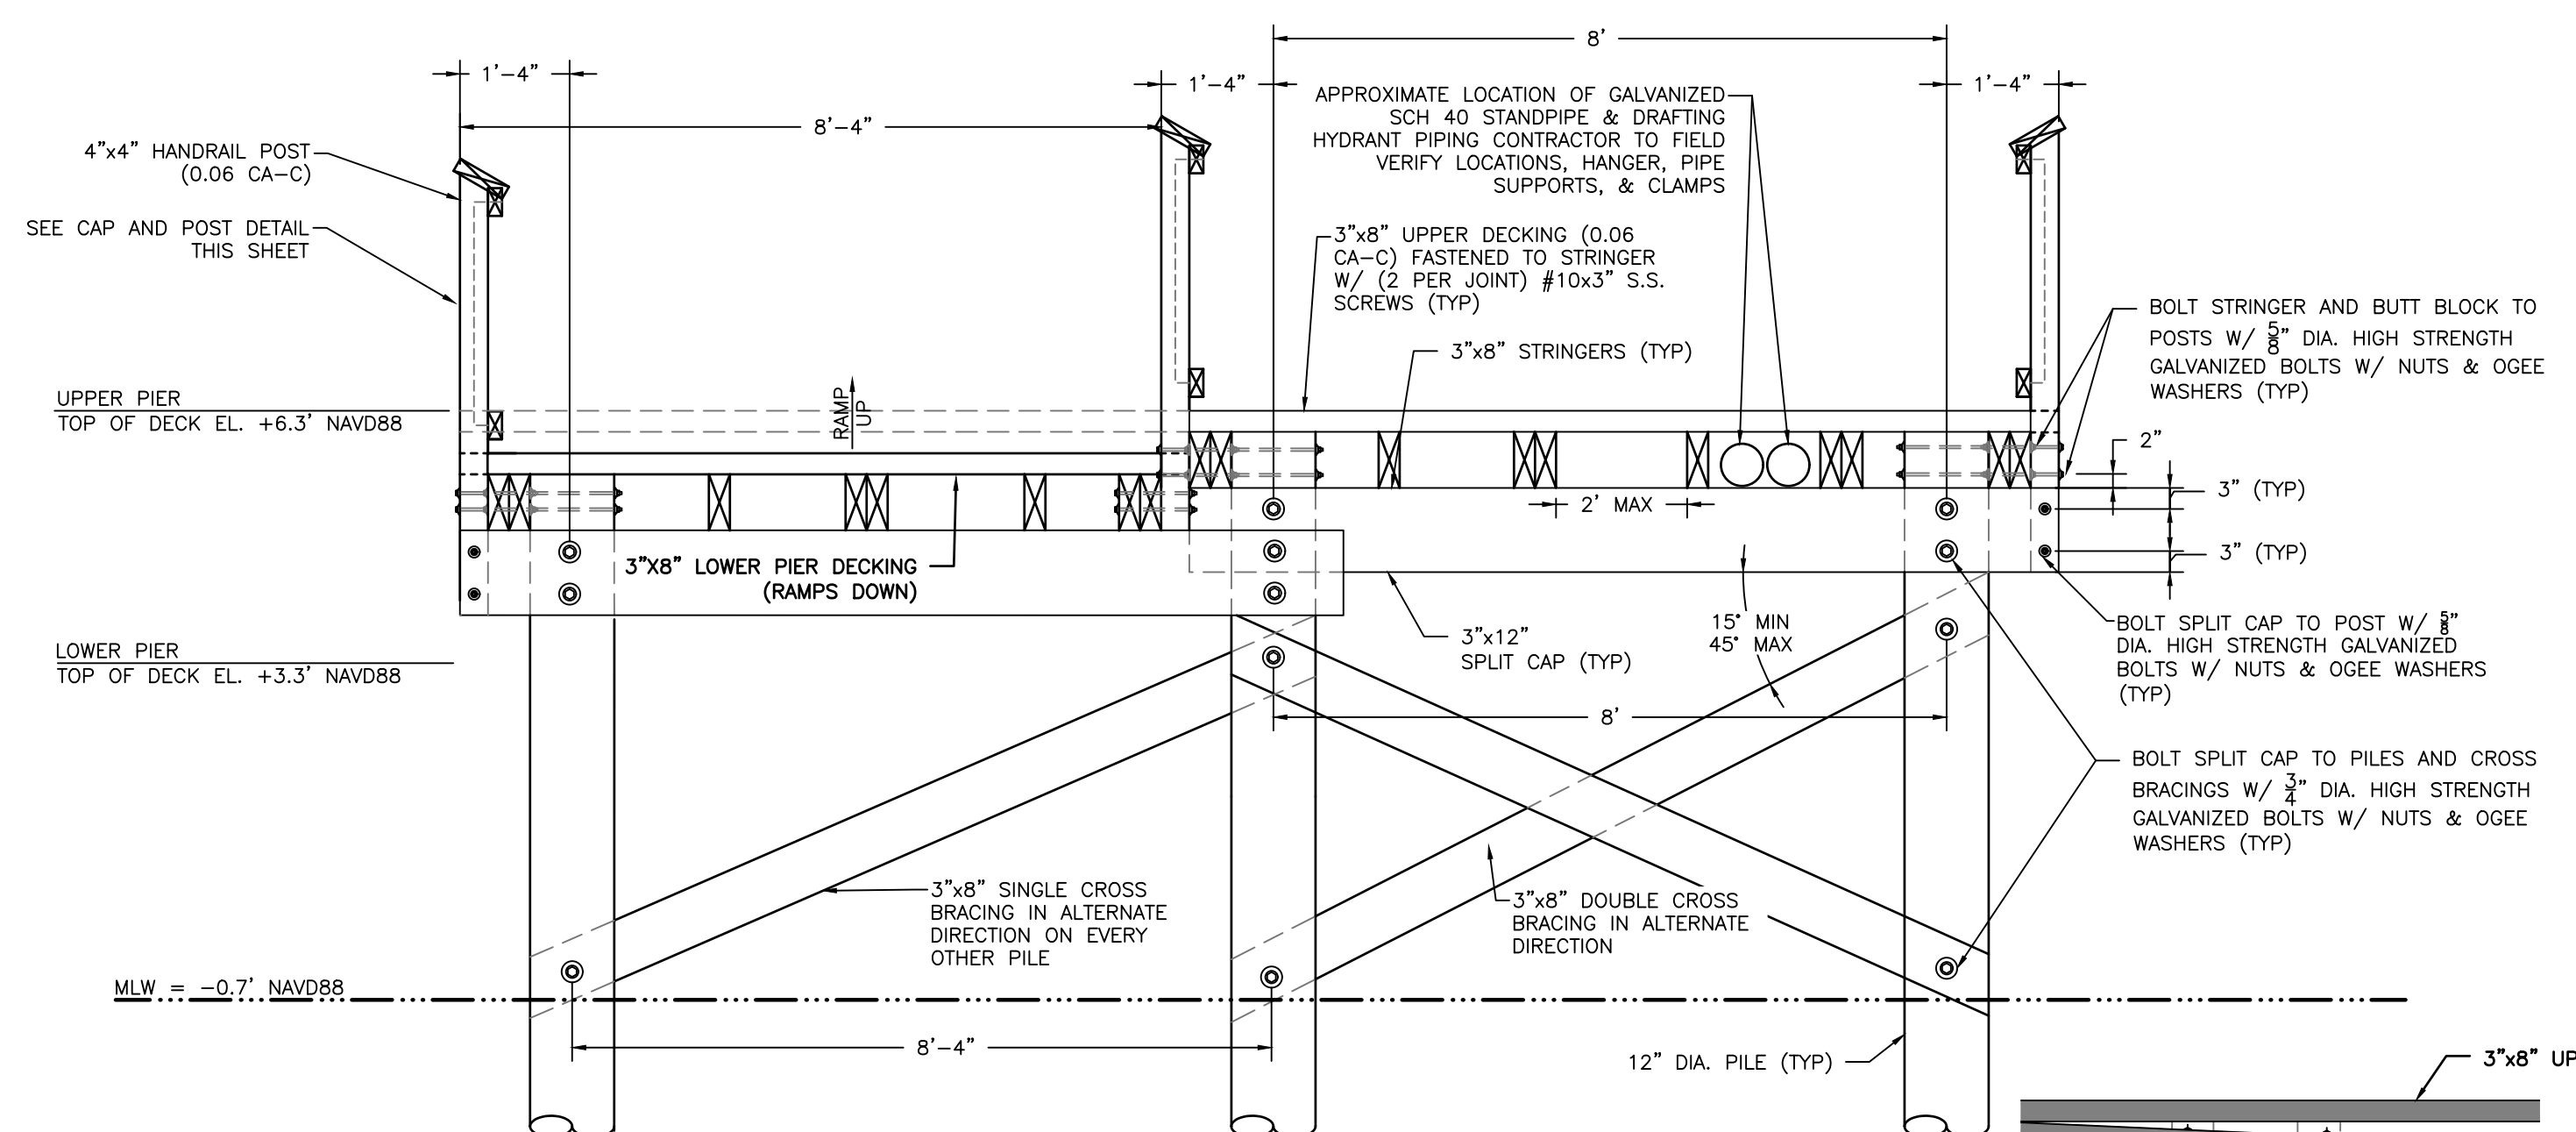 8'
1'-4"
1'-4"
1'-4"
8'-4"
4"x4" HANDRAIL POST
(0.06 CA-C)
SEE CAP AND POST DETAIL
THIS SHEET
APPROXIMATE LOCATION OF GALVANIZED
SCH 40 STANDPIPE & DRAFTING
HYDRANT PIPING CONTRACTOR TO FIELD
VERIFY LOCATIONS, HANGER, PIPE
SUPPORTS, & CLAMPS
3"x8" UPPER DECKING (0.06
CA-C) FASTENED TO STRINGER
W/ (2 PER JOINT) #10x3" S.S.
SCREWS (TYP)
3"x8" STRINGERS (TYP)
BOLT STRINGER AND BUTT BLOCK TO
POSTS W/ 5/8" DIA. HIGH STRENGTH
GALVANIZED BOLTS W/ NUTS & OGEE
WASHERS (TYP)
UPPER PIER
TOP OF DECK EL. +6.3' NAVD88
RAMP
UP
2"
3" (TYP)
2' MAX
3" (TYP)
3"X8" LOWER PIER DECKING
(RAMPS DOWN)
15° MIN
45° MAX
3"x12"
SPLIT CAP (TYP)
BOLT SPLIT CAP TO POST W/ 5/8"
DIA. HIGH STRENGTH GALVANIZED
BOLTS W/ NUTS & OGEE WASHERS
(TYP)
LOWER PIER
TOP OF DECK EL. +3.3' NAVD88
8'
BOLT SPLIT CAP TO PILES AND CROSS
BRACINGS W/ 3/4" DIA. HIGH STRENGTH
GALVANIZED BOLTS W/ NUTS & OGEE
WASHERS (TYP)
3"x8" SINGLE CROSS
BRACING IN ALTERNATE
DIRECTION ON EVERY
OTHER PILE
3"x8" DOUBLE CROSS
BRACING IN ALTERNATE
DIRECTION
MLW = -0.7' NAVD88
8'-4"
12" DIA. PILE (TYP)
3"x8" UP